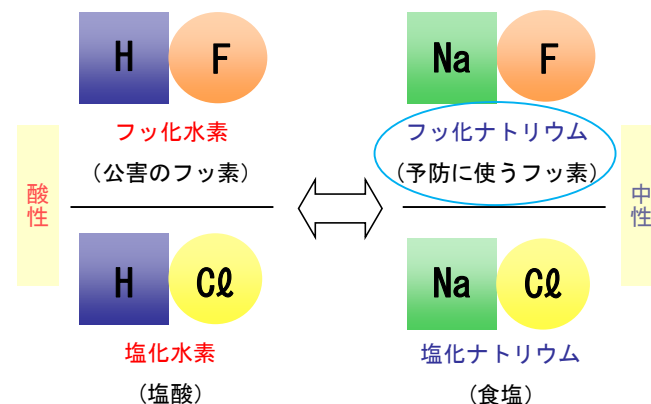 H F
フッ化水素
(公害のフッ素)
Na F
フッ化ナトリウム
(予防に使うフッ素)
酸性
中性
H Cℓ
塩化水素
(塩酸)
Na Cℓ
塩化ナトリウム
(食塩)